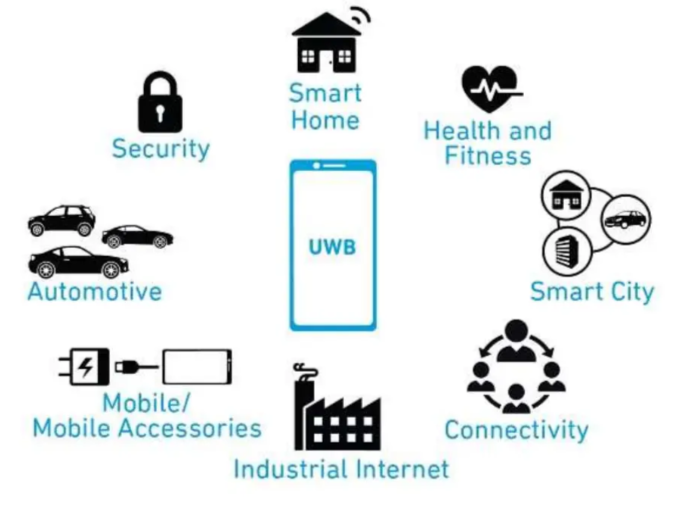 Smart
Home
Security
Health and
Fitness
UWB
Automotive
Smart City
Mobile/
Mobile Accessories
Connectivity
Industrial Internet